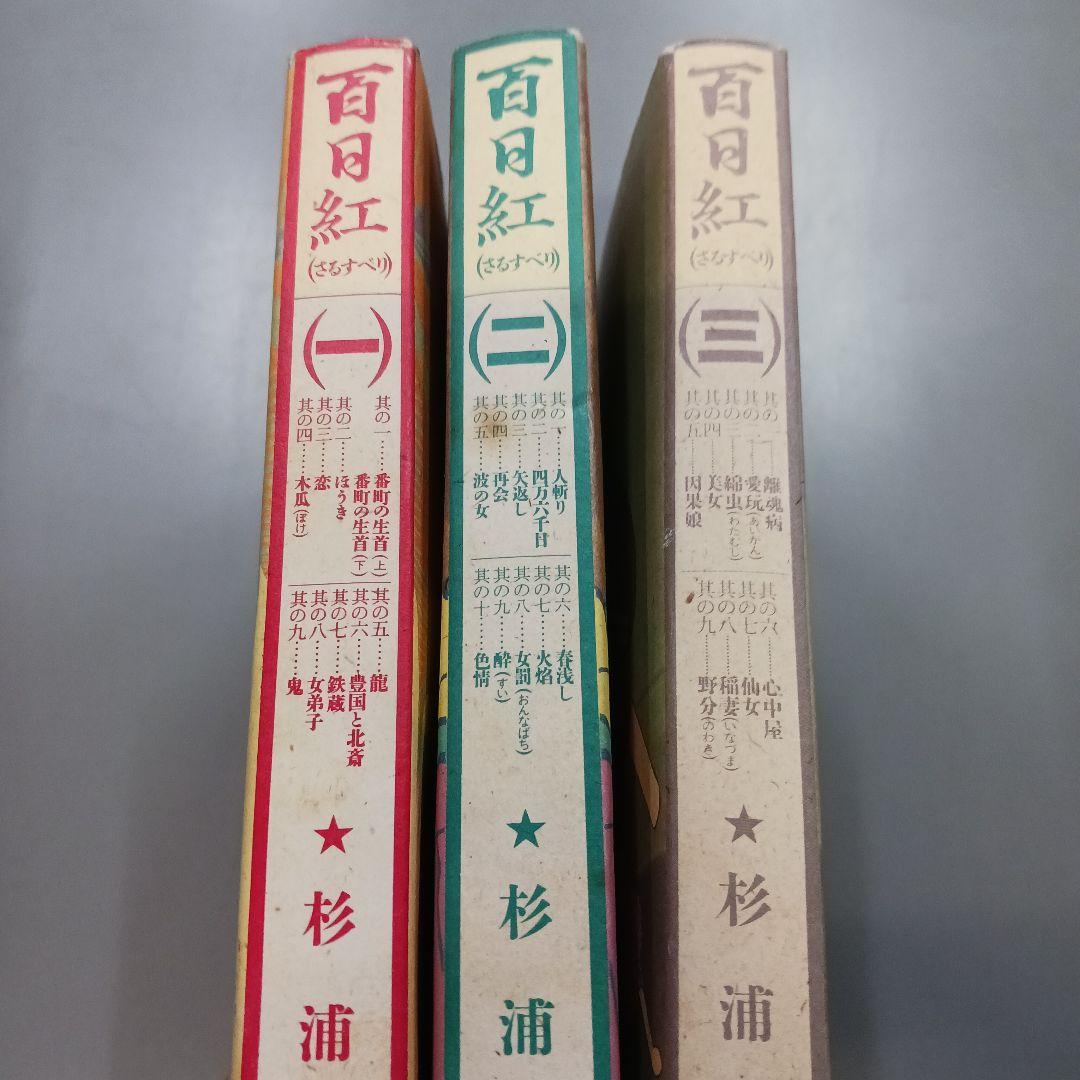 百日紅
(さるすべり)
(一)
其の一……番町の生首(上)
番町の生首(下)
其の二……ほうき
其の三……恋
其の四……木瓜(ぼけ)
其の五……龍
其の六……豊国と北斎
其の七……鉄蔵
其の八……女弟子
其の九……鬼
★杉浦
百日紅
(さるすべり)
(二)
其の一……人斬り
其の二……四万六千日
其の三……矢返し
其の四……再会
其の五……波の女
其の六……春浅し
其の七……火焰
其の八……女罰(おんなばち)
其の九……酔(すい)
其の十……色情
★杉浦
百日紅
(さるすべり)
(三)
其の一……離魂病
其の二……愛玩(あいがん)
其の三……綿虫(わたむし)
其の四……美女
其の五……因果娘
其の六……心中屋
其の七……仙女
其の八……稲妻(いなづま)
其の九……野分(のわき)
★杉浦